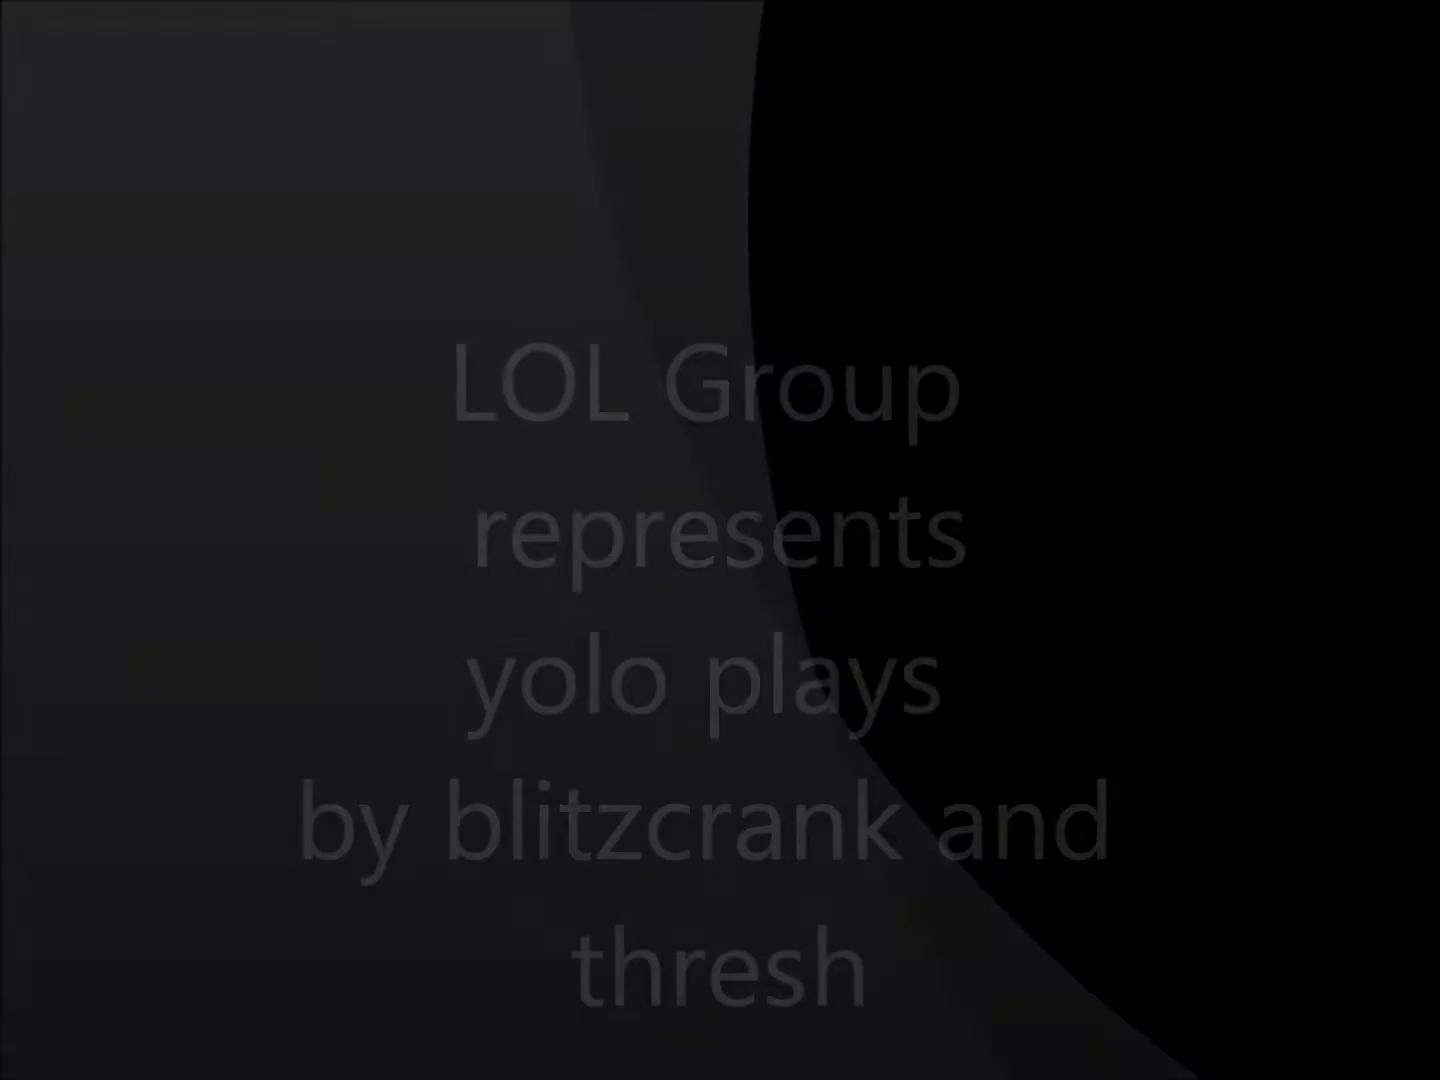 LOL Group
represents
yolo plays
by blitzcrank and
thresh